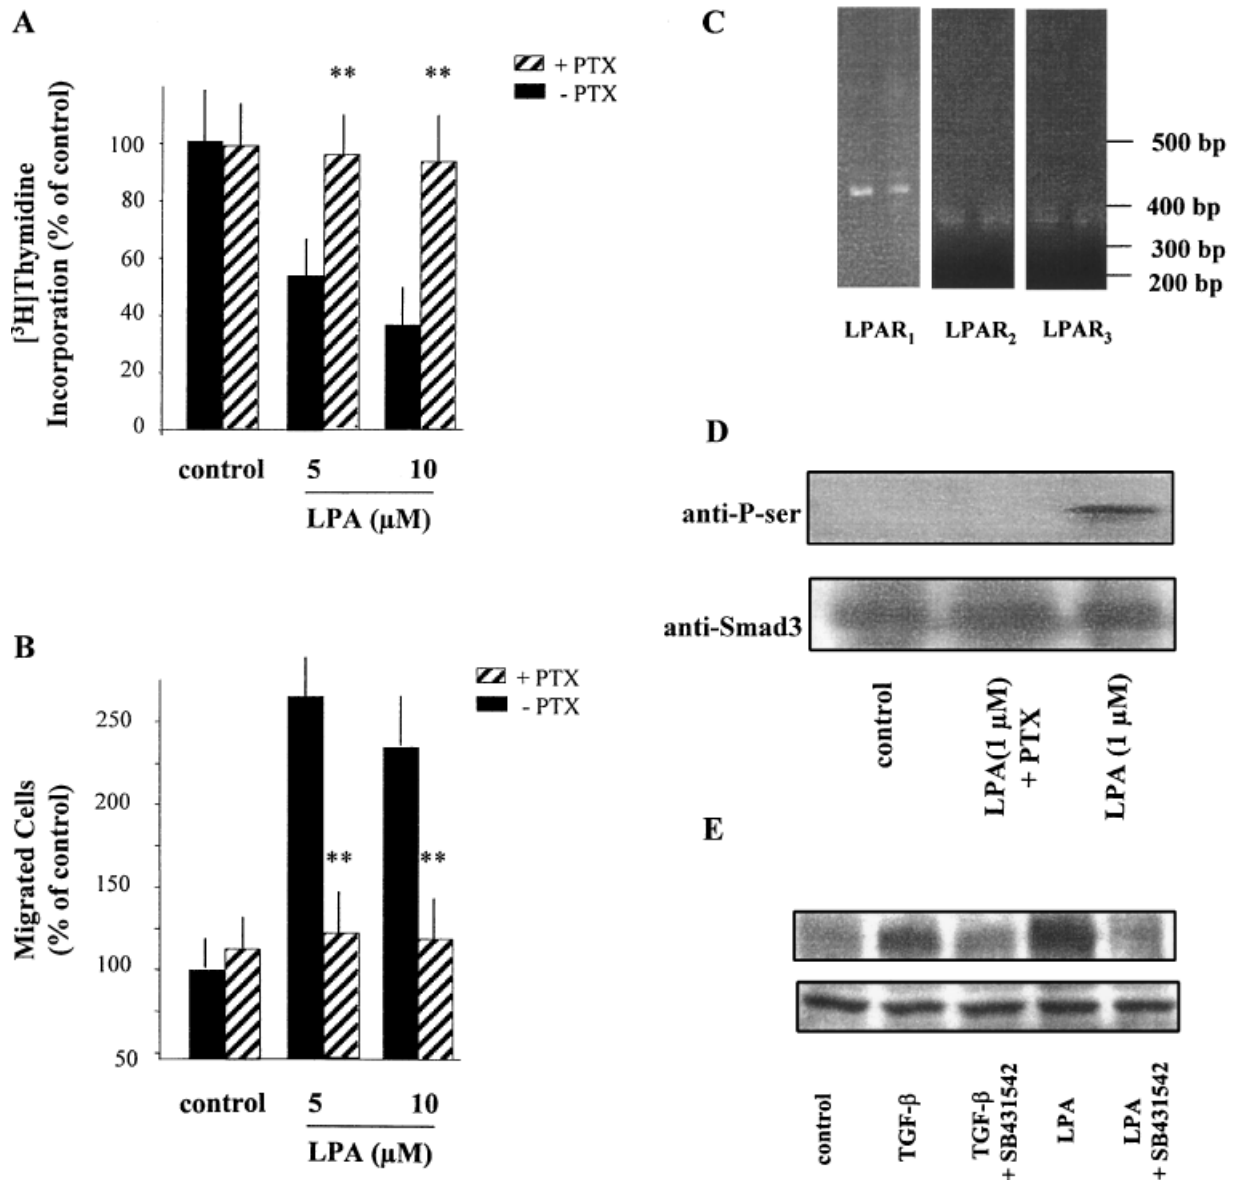 A
[³H]Thymidine
Incorporation (% of control)
100
80
60
40
20
0
** **
+ PTX
- PTX
control 5 10
LPA (µM)
B
Migrated Cells
(% of control)
250
200
150
100
50
+ PTX
- PTX
** **
control 5 10
LPA (µM)
C
500 bp
400 bp
300 bp
200 bp
LPAR₁ LPAR₂ LPAR₃
D
anti-P-ser
anti-Smad3
control
LPA(1 µM)
+ PTX
LPA (1 µM)
E
control
TGF-β
TGF-β
+ SB431542
LPA
LPA
+ SB431542